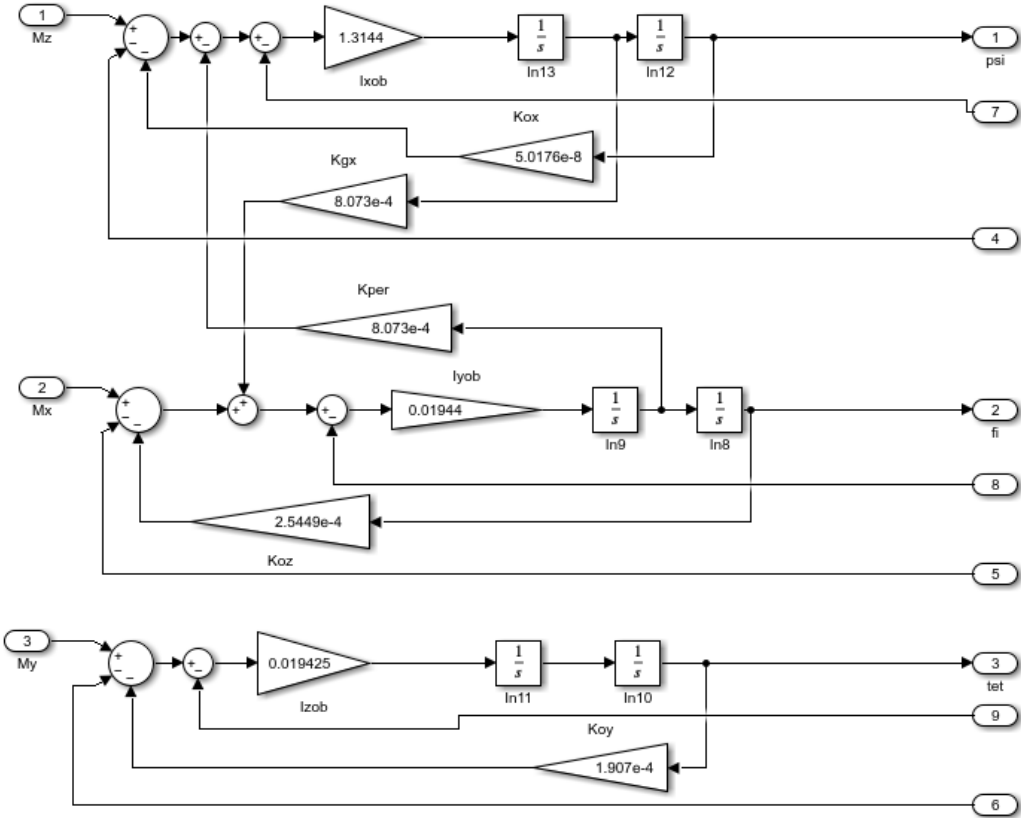 1
Mz
+
−
−
+
−
+
−
1.3144
Ixob
1
s
In13
1
s
In12
1
psi
7
Kox
5.0176e-8
Kgx
8.073e-4
4
Kper
8.073e-4
2
Mx
+
−
−
+
+
+
−
Iyob
0.01944
1
s
In9
1
s
In8
2
fi
8
2.5449e-4
Koz
5
3
My
+
−
−
+
−
0.019425
Izob
1
s
In11
1
s
In10
3
tet
9
Koy
1.907e-4
6